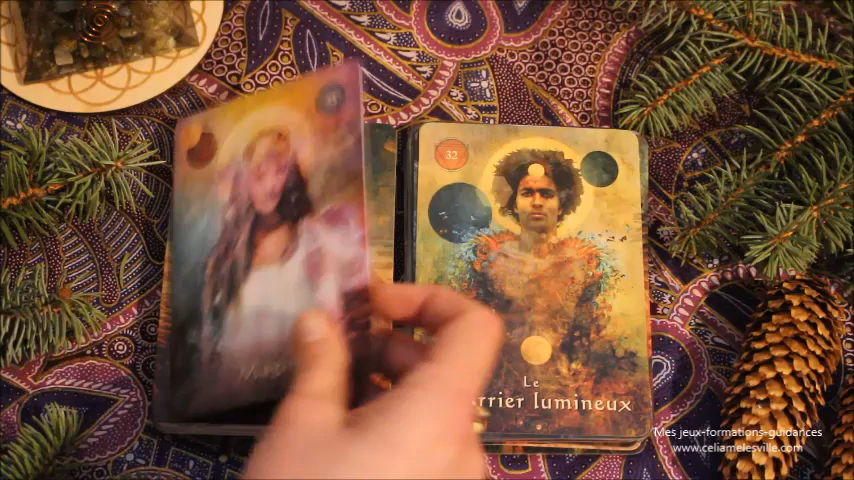 32
Le
rrier lumineux
Mes jeux-formations-guidances
www.celiamelesville.com